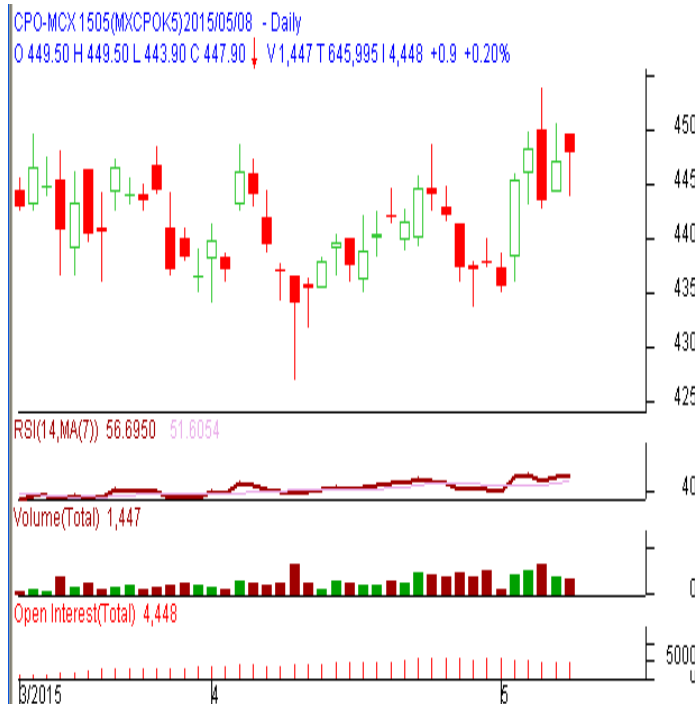 CPO-MCX 1505(MXCPOK5)2015/05/08 - Daily
O 449.50 H 449.50 L 443.90 C 447.90 V 1,447 T 645,995 I 4,448 +0.9 +0.20%
450
445
440
435
430
425
RSI(14,MA(7)) 56.6950 51.6054
40
Volume(Total) 1,447
0
Open Interest(Total) 4,448
5000
3/2015 4 5